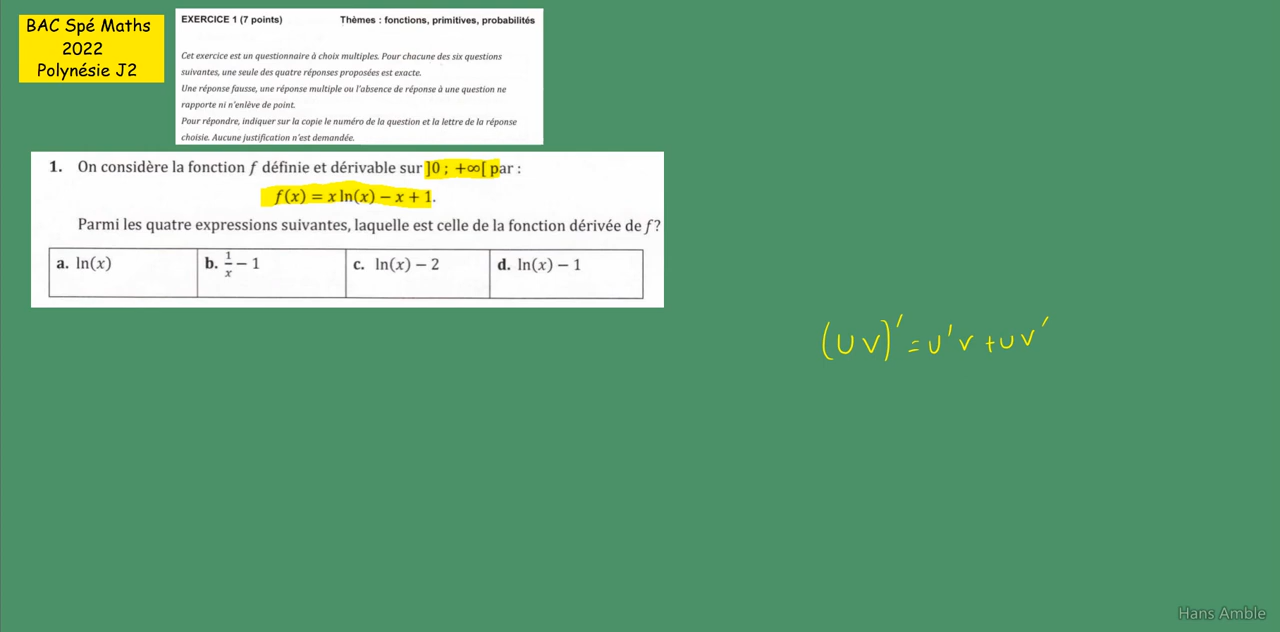 BAC Spé Maths
2022
Polynésie J2
EXERCICE 1 (7 points) Thèmes : fonctions, primitives, probabilités
Cet exercice est un questionnaire à choix multiples. Pour chacune des six questions
suivantes, une seule des quatre réponses proposées est exacte.
Une réponse fausse, une réponse multiple ou l'absence de réponse à une question ne
rapporte ni n'enlève de point.
Pour répondre, indiquer sur la copie le numéro de la question et la lettre de la réponse
choisie. Aucune justification n'est demandée.
1. On considère la fonction f définie et dérivable sur ]0 ; +∞[ par :
f(x) = x ln(x) − x + 1.
Parmi les quatre expressions suivantes, laquelle est celle de la fonction dérivée de f ?
a. ln(x) b. 1/x − 1 c. ln(x) − 2 d. ln(x) − 1
(UV)' = U'V + UV'
Hans Amble